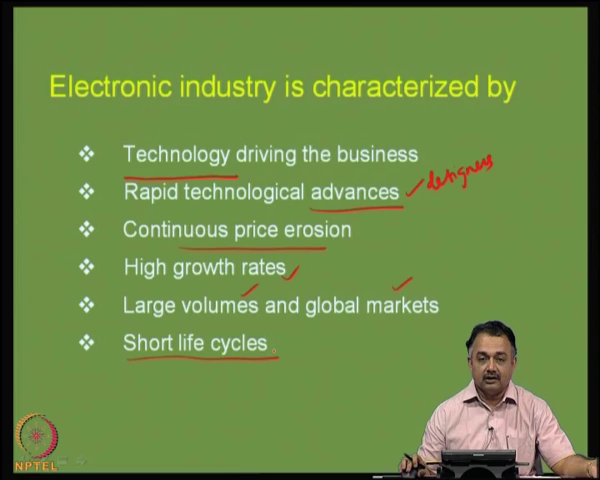 Electronic industry is characterized by
❖ Technology driving the business
❖ Rapid technological advances designers
❖ Continuous price erosion
❖ High growth rates
❖ Large volumes and global markets
❖ Short life cycles
NPTEL